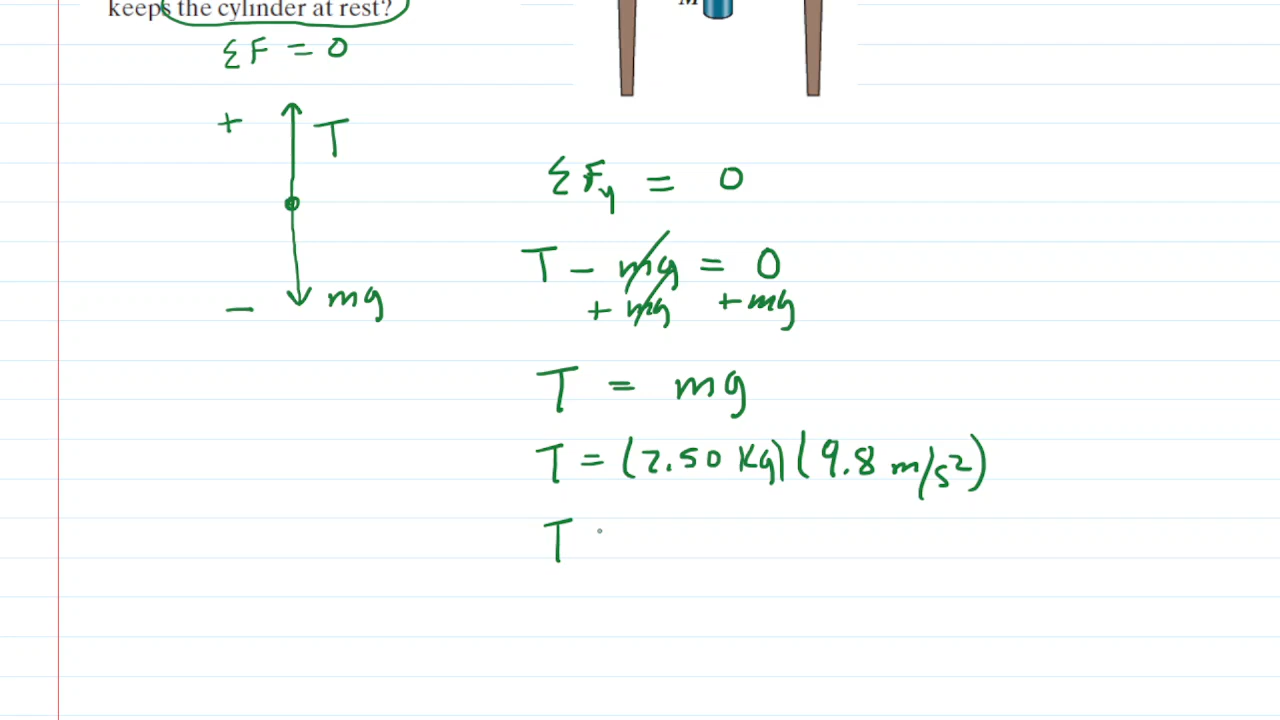 keeps the cylinder at rest?
M
ΣF = 0
+
T
ΣFy = 0
T - mg = 0
+ mg +mg
- mg
T = mg
T = (2.50 kg)(9.8 m/s²)
T